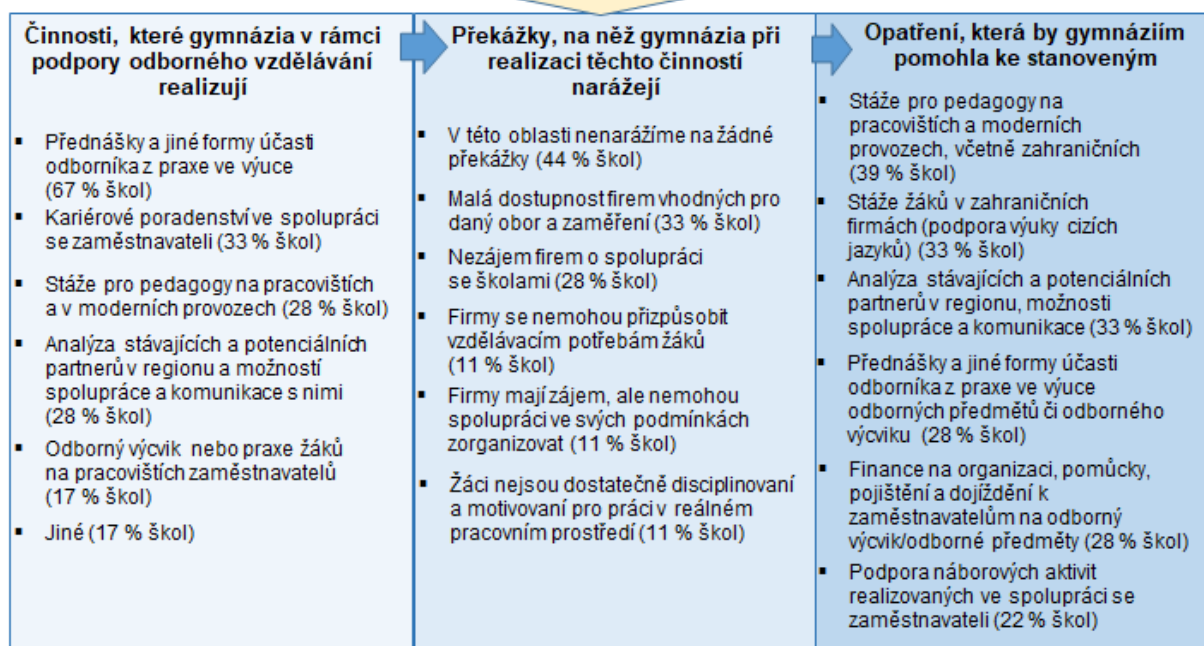 Činnosti, které gymnázia v rámci
podpory odborného vzdělávání
realizují
▪ Přednášky a jiné formy účasti
odborníka z praxe ve výuce
(67 % škol)
▪ Kariérové poradenství ve spolupráci
se zaměstnavateli (33 % škol)
▪ Stáže pro pedagogy na pracovištích
a v moderních provozech (28 % škol)
▪ Analýza stávajících a potenciálních
partnerů v regionu a možností
spolupráce a komunikace s nimi
(28 % škol)
▪ Odborný výcvik nebo praxe žáků
na pracovištích zaměstnavatelů
(17 % škol)
▪ Jiné (17 % škol)
Překážky, na něž gymnázia při
realizaci těchto činností
narážejí
▪ V této oblasti nenarážíme na žádné
překážky (44 % škol)
▪ Malá dostupnost firem vhodných pro
daný obor a zaměření (33 % škol)
▪ Nezájem firem o spolupráci
se školami (28 % škol)
▪ Firmy se nemohou přizpůsobit
vzdělávacím potřebám žáků
(11 % škol)
▪ Firmy mají zájem, ale nemohou
spolupráci ve svých podmínkách
zorganizovat (11 % škol)
▪ Žáci nejsou dostatečně disciplinovaní
a motivovaní pro práci v reálném
pracovním prostředí (11 % škol)
Opatření, která by gymnáziím
pomohla ke stanoveným
▪ Stáže pro pedagogy na
pracovištích a moderních
provozech, včetně zahraničních
(39 % škol)
▪ Stáže žáků v zahraničních
firmách (podpora výuky cizích
jazyků) (33 % škol)
▪ Analýza stávajících a potenciálních
partnerů v regionu, možnosti
spolupráce a komunikace (33 % škol)
▪ Přednášky a jiné formy účasti
odborníka z praxe ve výuce
odborných předmětů či odborného
výcviku (28 % škol)
▪ Finance na organizaci, pomůcky,
pojištění a dojíždění k
zaměstnavatelům na odborný
výcvik/odborné předměty (28 % škol)
▪ Podpora náborových aktivit
realizovaných ve spolupráci se
zaměstnavateli (22 % škol)